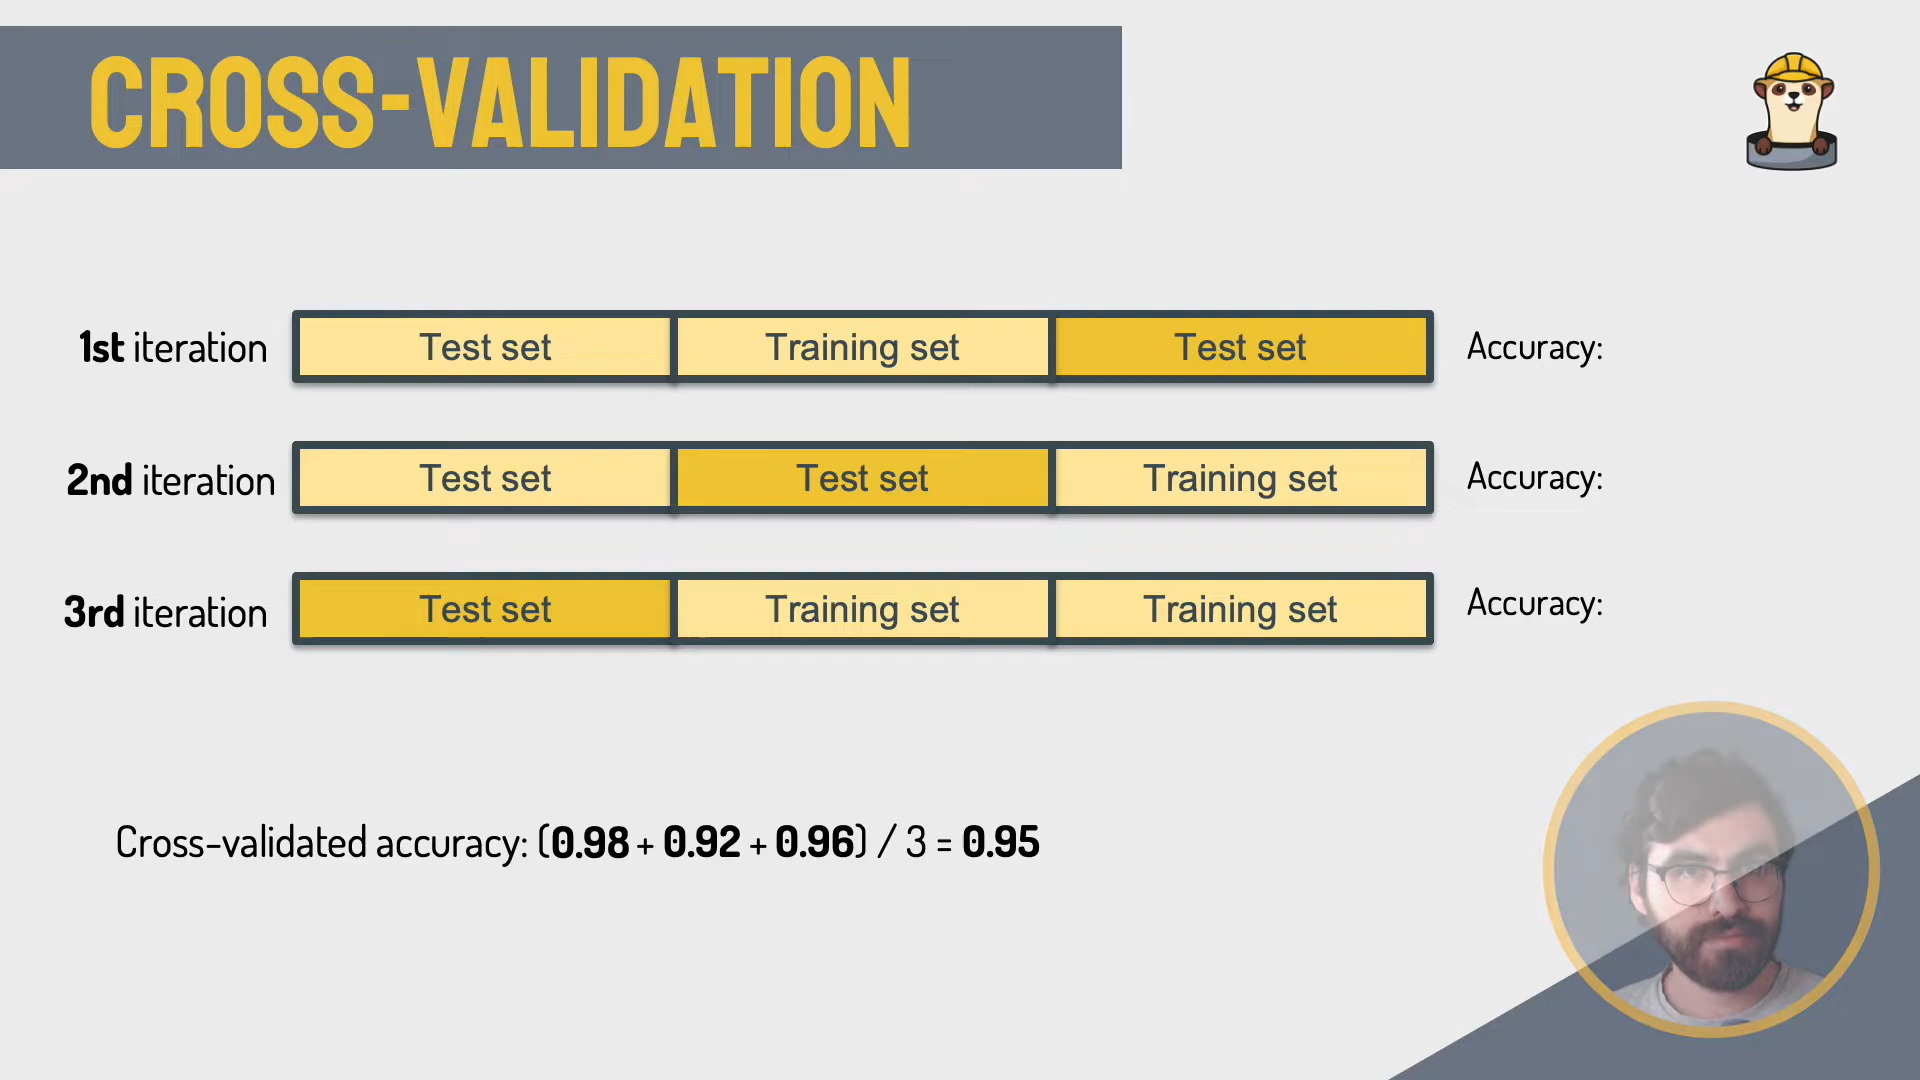 CROSS-VALIDATION
1st iteration Test set Training set Test set Accuracy:
2nd iteration Test set Test set Training set Accuracy:
3rd iteration Test set Training set Training set Accuracy:
Cross-validated accuracy: (0.98 + 0.92 + 0.96) / 3 = 0.95